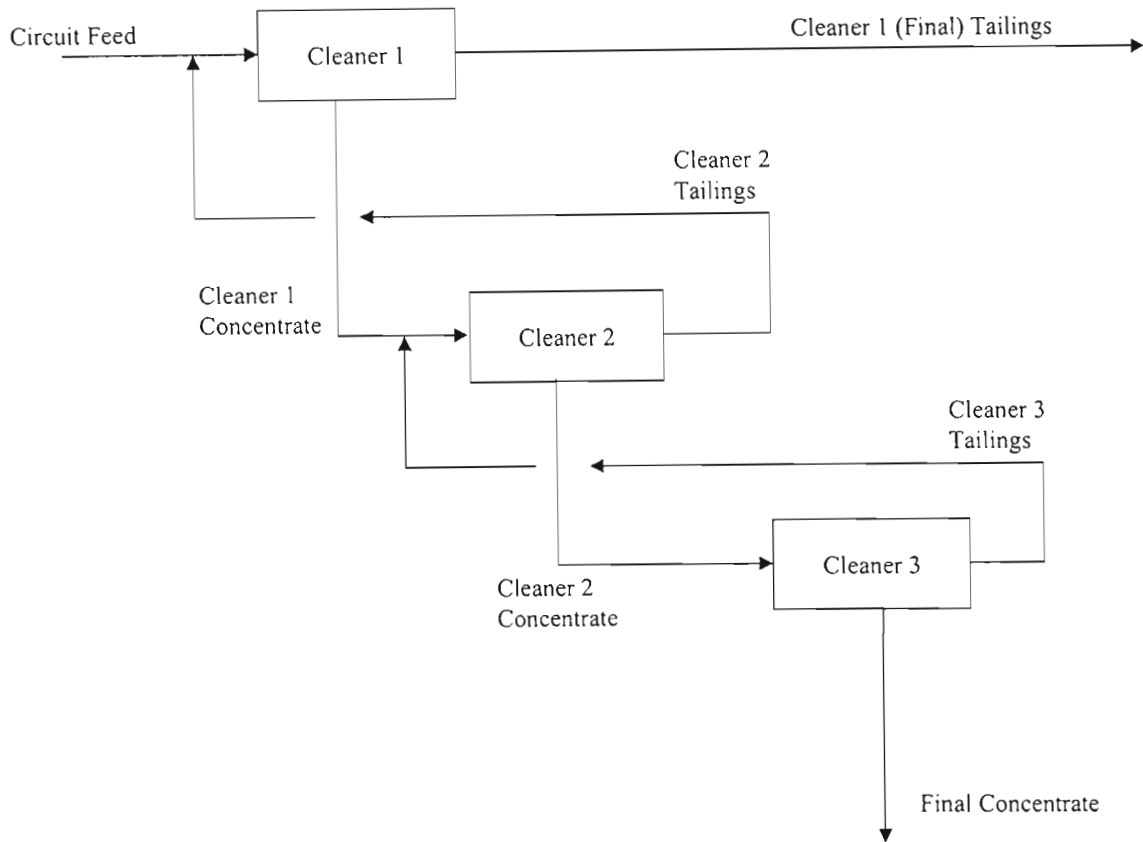 Circuit Feed
Cleaner 1
Cleaner 1 (Final) Tailings
Cleaner 2
Tailings
Cleaner 1
Concentrate
Cleaner 2
Cleaner 3
Tailings
Cleaner 3
Cleaner 2
Concentrate
Final Concentrate